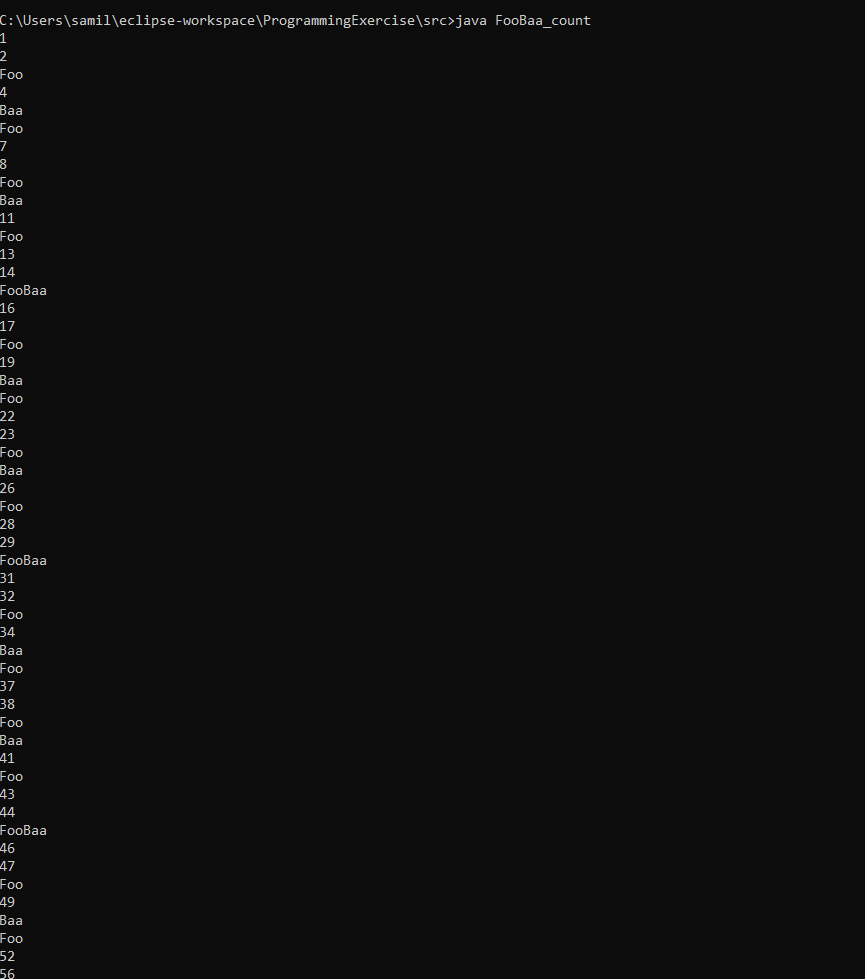 C:\Users\samil\eclipse-workspace\ProgrammingExercise\src>java FooBaa_count
1
2
Foo
4
Baa
Foo
7
8
Foo
Baa
11
Foo
13
14
FooBaa
16
17
Foo
19
Baa
Foo
22
23
Foo
Baa
26
Foo
28
29
FooBaa
31
32
Foo
34
Baa
Foo
37
38
Foo
Baa
41
Foo
43
44
FooBaa
46
47
Foo
49
Baa
Foo
52
56